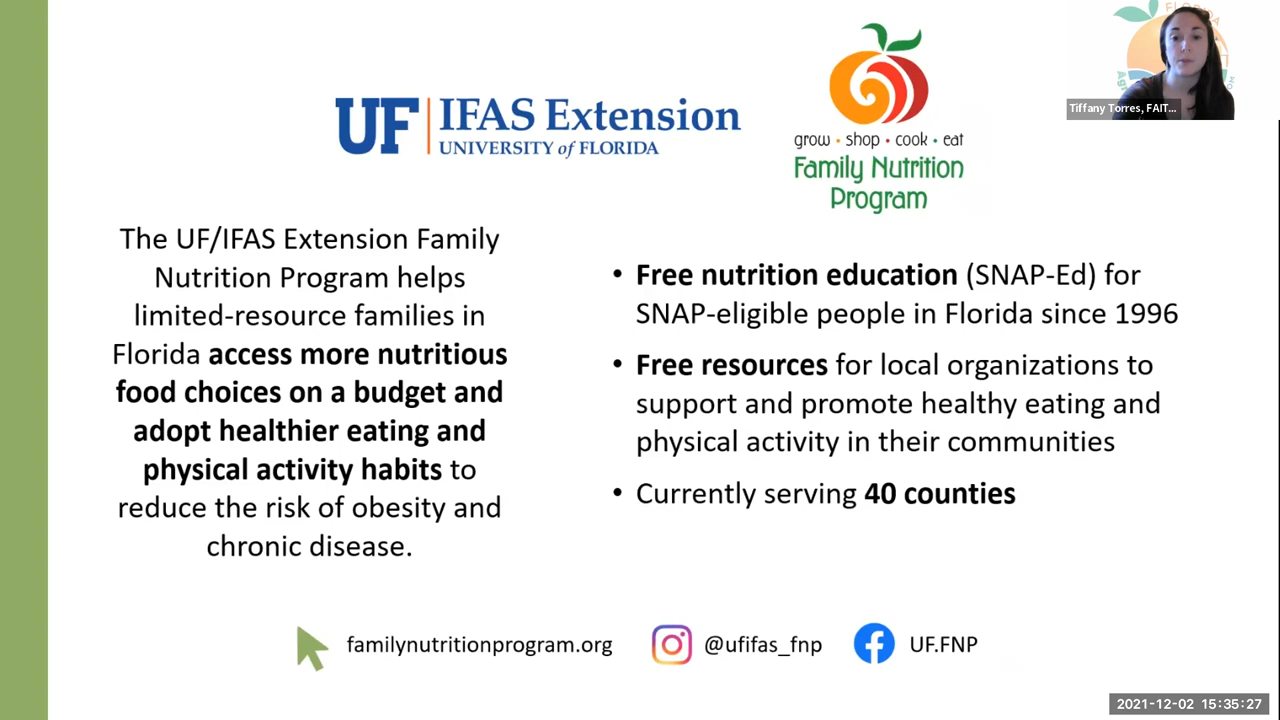 UF IFAS Extension
UNIVERSITY of FLORIDA
grow • shop • cook • eat
Family Nutrition
Program
FLORIDA
Tiffany Torres, FAIT...
The UF/IFAS Extension Family
Nutrition Program helps
limited-resource families in
Florida access more nutritious
food choices on a budget and
adopt healthier eating and
physical activity habits to
reduce the risk of obesity and
chronic disease.
• Free nutrition education (SNAP-Ed) for
SNAP-eligible people in Florida since 1996
• Free resources for local organizations to
support and promote healthy eating and
physical activity in their communities
• Currently serving 40 counties
familynutritionprogram.org
@ufifas_fnp
UF.FNP
2021-12-02 15:35:27